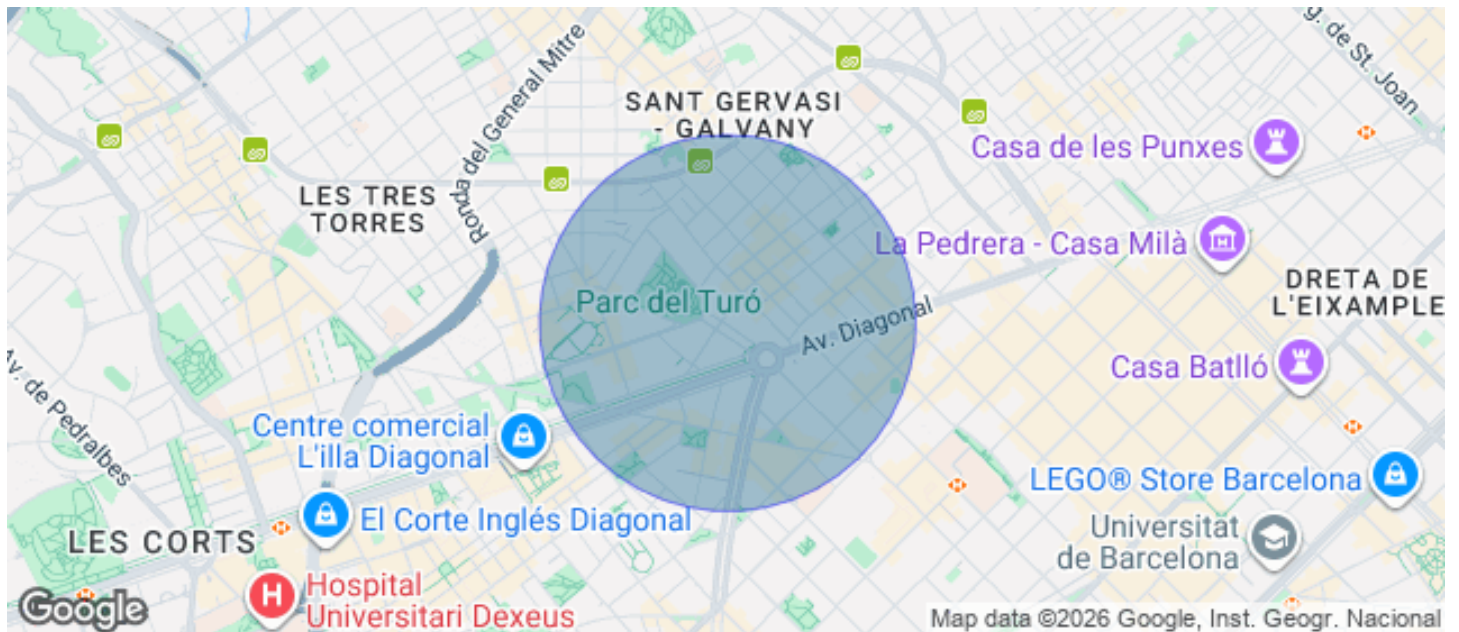 g. de St. Joan
Ronda del General Mitre
SANT GERVASI
- GALVANY
Casa de les Punxes
LES TRES
TORRES
La Pedrera - Casa Milà
DRETA DE
L'EIXAMPLE
Parc del Turó
Av. Diagonal
Casa Batlló
Av. de Pedralbes
Centre comercial
L'illa Diagonal
LEGO® Store Barcelona
El Corte Inglés Diagonal
Universitat
de Barcelona
LES CORTS
H
Hospital
Universitari Dexeus
Google
Map data ©2026 Google, Inst. Geogr. Nacional